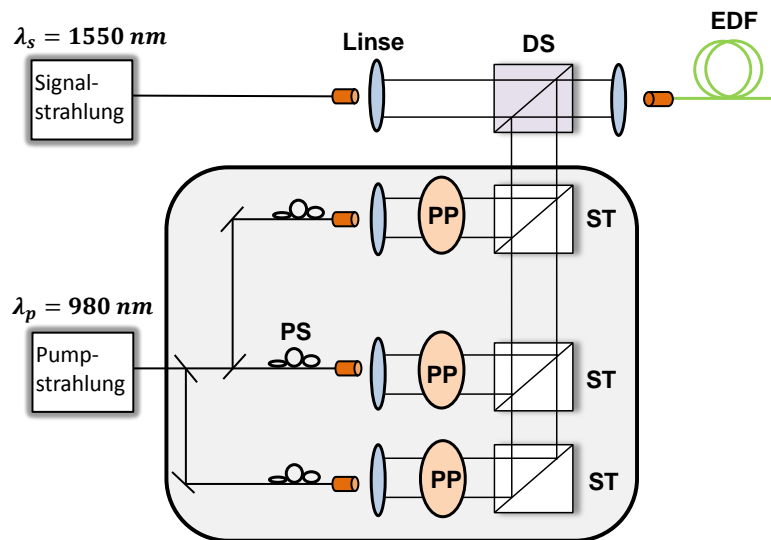 EDF
λs = 1550 nm
Linse
DS
Signal-
strahlung
PP
ST
λp = 980 nm
PS
Pump-
strahlung
PP
ST
PP
ST